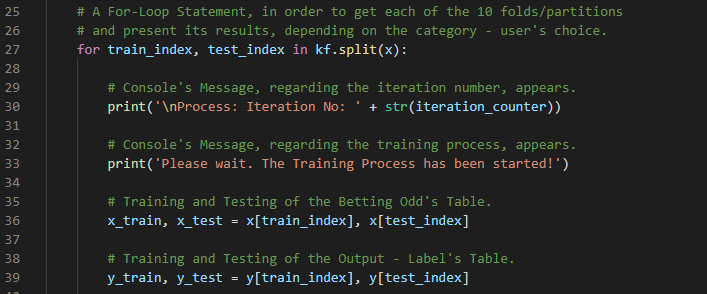 25 # A For-Loop Statement, in order to get each of the 10 folds/partitions
26 # and present its results, depending on the category - user's choice.
27 for train_index, test_index in kf.split(x):
28
29 # Console's Message, regarding the iteration number, appears.
30 print('\nProcess: Iteration No: ' + str(iteration_counter))
31
32 # Console's Message, regarding the training process, appears.
33 print('Please wait. The Training Process has been started!')
34
35 # Training and Testing of the Betting Odd's Table.
36 x_train, x_test = x[train_index], x[test_index]
37
38 # Training and Testing of the Output - Label's Table.
39 y_train, y_test = y[train_index], y[test_index]